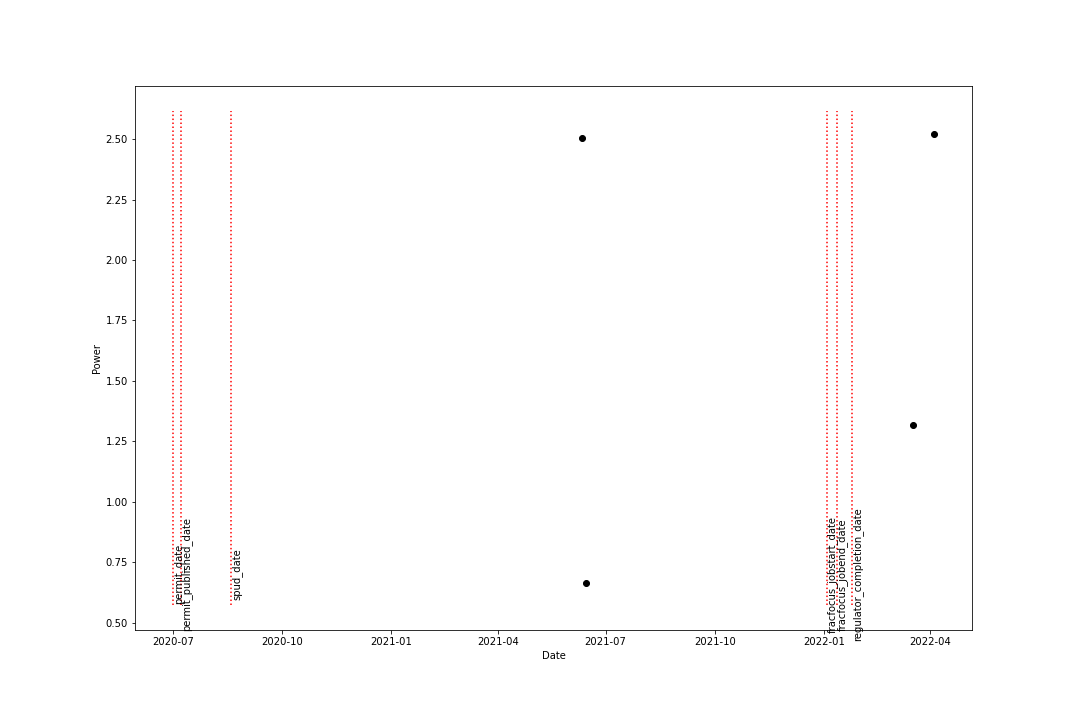 2.50
2.25
2.00
1.75
1.50
1.25
1.00
0.75
0.50
Power
permit_date
permit_published_date
spud_date
fracfocus_jobstart_date
fracfocus_jobend_date
regulator_completion_date
2020-07
2020-10
2021-01
2021-04
2021-07
2021-10
2022-01
2022-04
Date